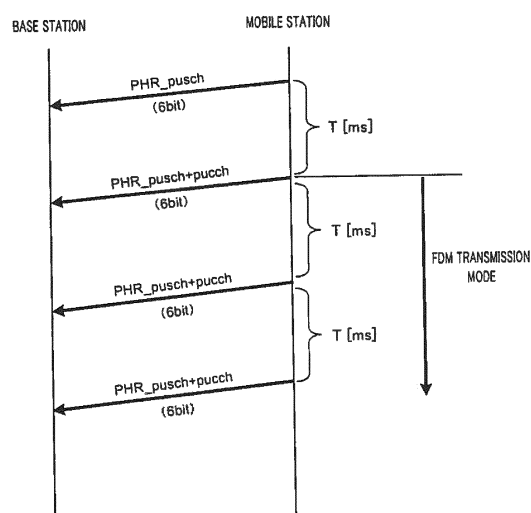 BASE STATION
MOBILE STATION
PHR_pusch
(6bit)
T [ms]
PHR_pusch+pucch
(6bit)
T [ms]
FDM TRANSMISSION
MODE
PHR_pusch+pucch
(6bit)
T [ms]
PHR_pusch+pucch
(6bit)